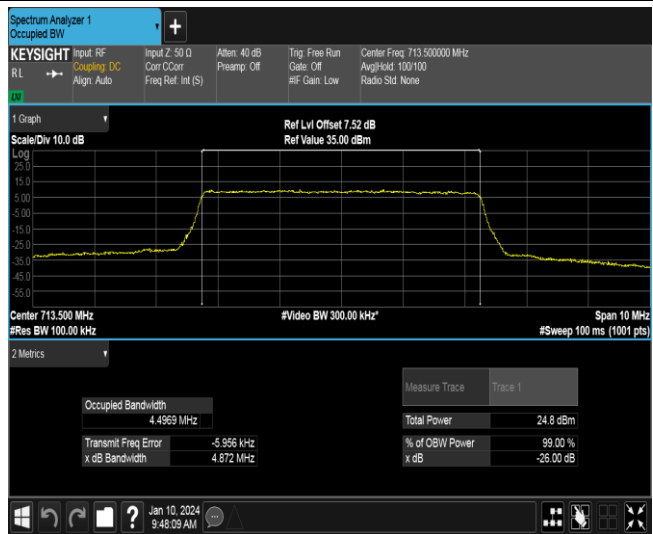 Spectrum Analyzer 1
Occupied BW
+
KEYSIGHT
RL
Input: RF
Coupling: DC
Align: Auto
Input Z: 50 Ω
Corr CCorr
Freq Ref: Int (S)
Atten: 40 dB
Preamp: Off
Trig: Free Run
Gate: Off
#IF Gain: Low
Center Freq: 713.500000 MHz
Avg|Hold: 100/100
Radio Std: None
1 Graph
Scale/Div 10.0 dB
Ref Lvl Offset 7.52 dB
Ref Value 35.00 dBm
Log
25.0
15.0
5.00
-5.00
-15.0
-25.0
-35.0
-45.0
-55.0
Center 713.500 MHz
#Video BW 300.00 kHz*
Span 10 MHz
#Res BW 100.00 kHz
#Sweep 100 ms (1001 pts)
2 Metrics
Measure Trace Trace 1
Occupied Bandwidth
4.4969 MHz
Total Power 24.8 dBm
Transmit Freq Error -5.956 kHz
% of OBW Power 99.00 %
x dB Bandwidth 4.872 MHz
x dB -26.00 dB
?
Jan 10, 2024
9:48:09 AM